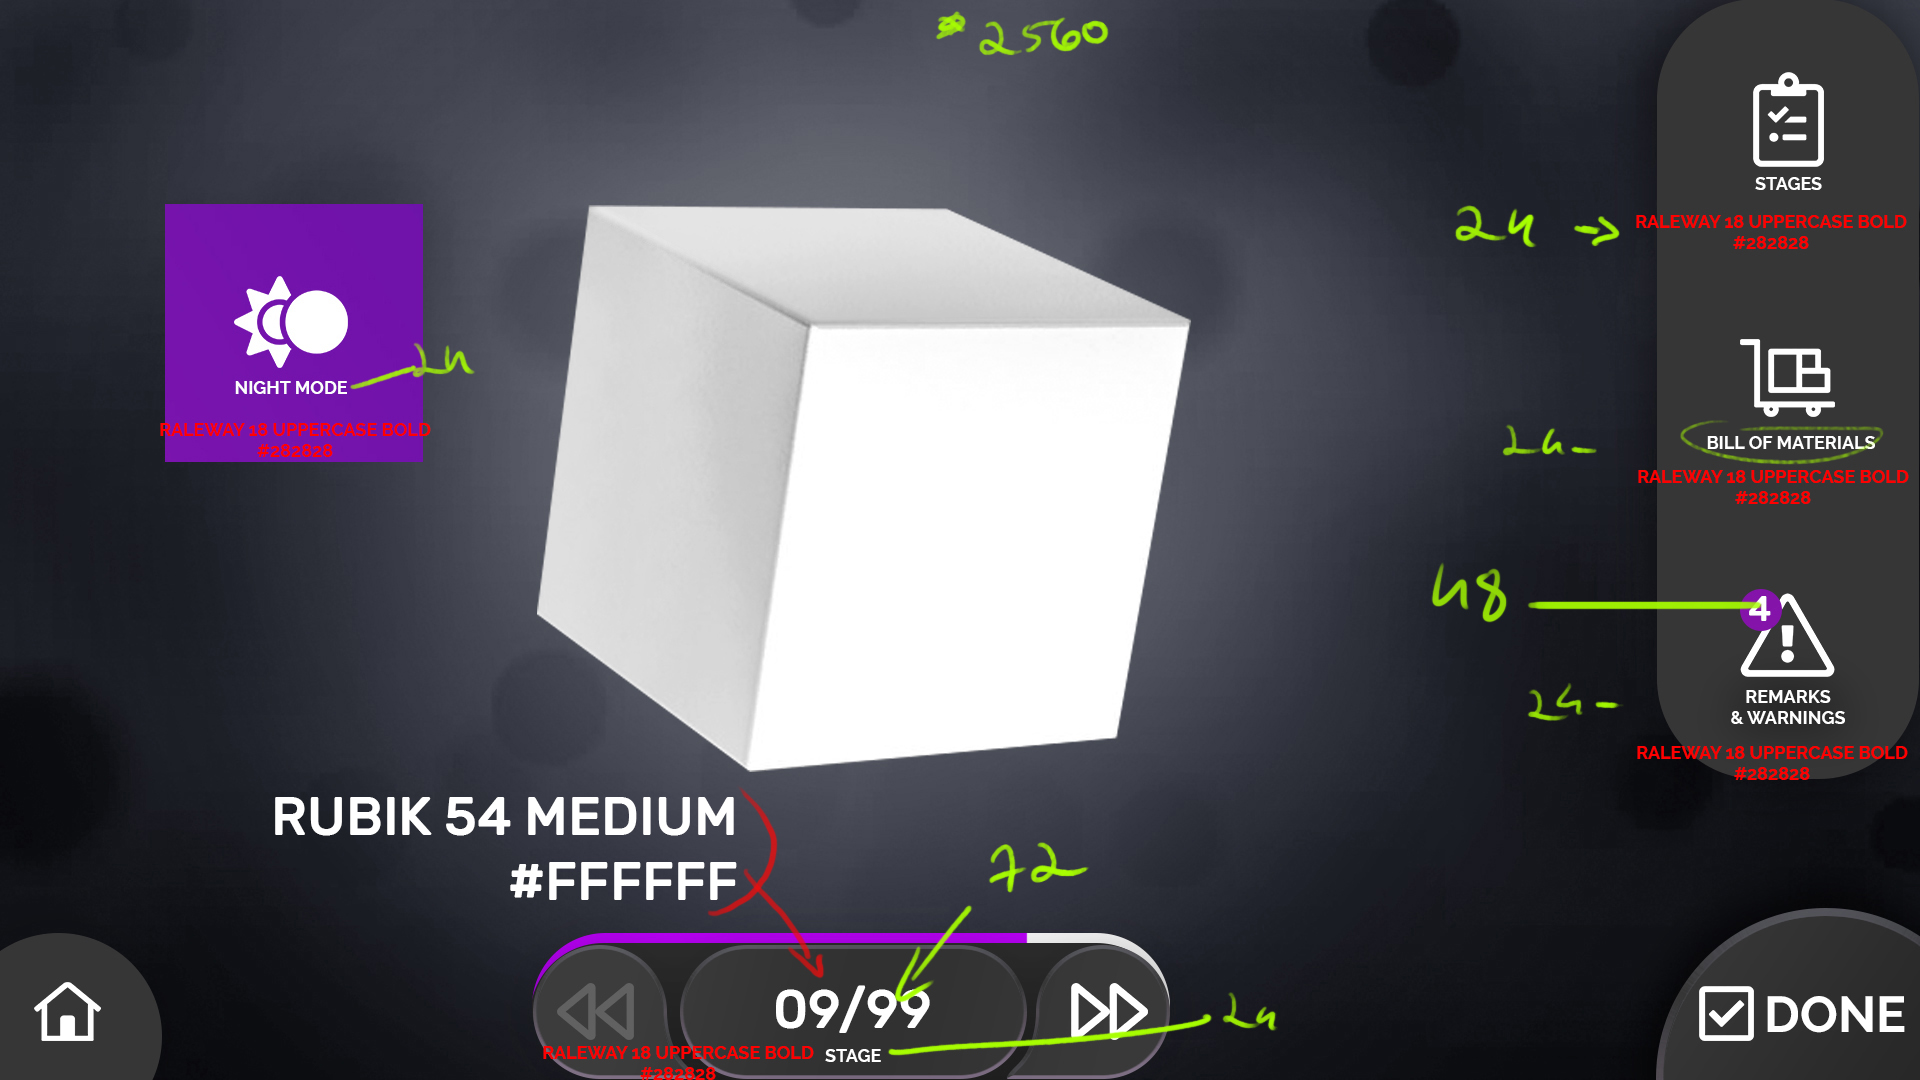 * 2560
STAGES
24 →
RALEWAY 18 UPPERCASE BOLD
#282828
NIGHT MODE
24
RALEWAY 18 UPPERCASE BOLD
#282828
24-
BILL OF MATERIALS
RALEWAY 18 UPPERCASE BOLD
#282828
48
4
24-
REMARKS
& WARNINGS
RALEWAY 18 UPPERCASE BOLD
#282828
RUBIK 54 MEDIUM
#FFFFFF
72
09/99
STAGE
24
RALEWAY 18 UPPERCASE BOLD
#282828
DONE